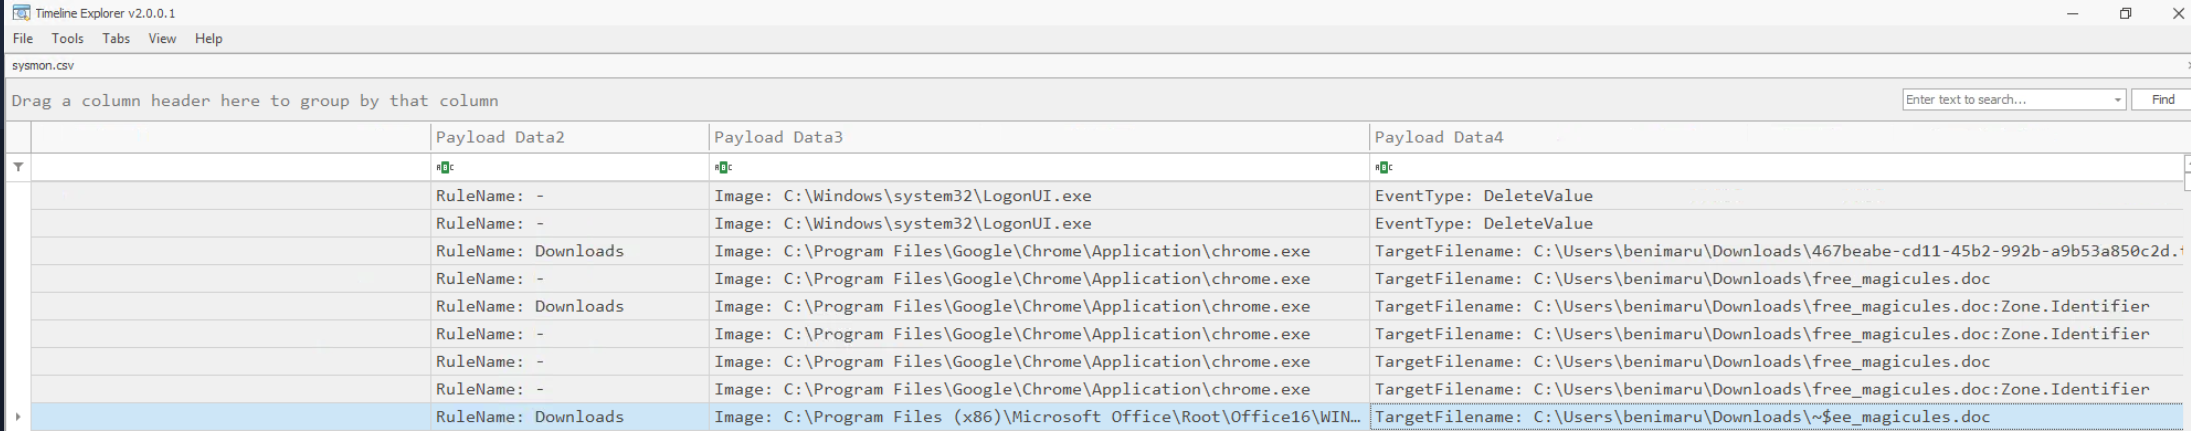 Timeline Explorer v2.0.0.1
File Tools Tabs View Help
sysmon.csv
Drag a column header here to group by that column
Enter text to search... Find
Payload Data2 Payload Data3 Payload Data4
RuleName: - Image: C:\Windows\system32\LogonUI.exe EventType: DeleteValue
RuleName: - Image: C:\Windows\system32\LogonUI.exe EventType: DeleteValue
RuleName: Downloads Image: C:\Program Files\Google\Chrome\Application\chrome.exe TargetFilename: C:\Users\benimaru\Downloads\467beabe-cd11-45b2-992b-a9b53a850c2d.
RuleName: - Image: C:\Program Files\Google\Chrome\Application\chrome.exe TargetFilename: C:\Users\benimaru\Downloads\free_magicules.doc
RuleName: Downloads Image: C:\Program Files\Google\Chrome\Application\chrome.exe TargetFilename: C:\Users\benimaru\Downloads\free_magicules.doc:Zone.Identifier
RuleName: - Image: C:\Program Files\Google\Chrome\Application\chrome.exe TargetFilename: C:\Users\benimaru\Downloads\free_magicules.doc:Zone.Identifier
RuleName: - Image: C:\Program Files\Google\Chrome\Application\chrome.exe TargetFilename: C:\Users\benimaru\Downloads\free_magicules.doc
RuleName: - Image: C:\Program Files\Google\Chrome\Application\chrome.exe TargetFilename: C:\Users\benimaru\Downloads\free_magicules.doc:Zone.Identifier
RuleName: Downloads Image: C:\Program Files (x86)\Microsoft Office\Root\Office16\WIN... TargetFilename: C:\Users\benimaru\Downloads\~$ee_magicules.doc